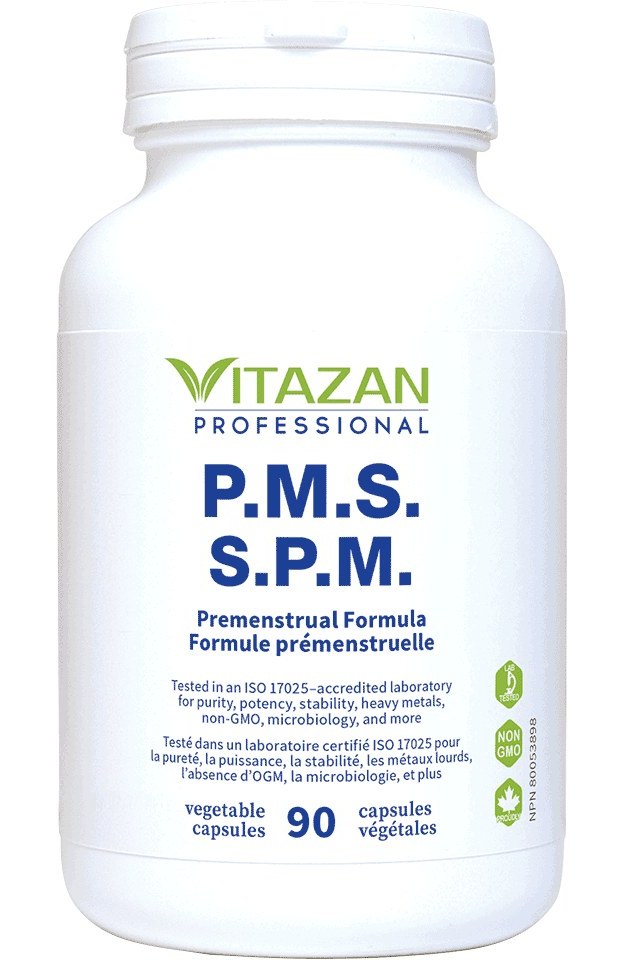 VITAZAN
PROFESSIONAL
P.M.S.
S.P.M.
Premenstrual Formula
Formule prémenstruelle
Tested in an ISO 17025–accredited laboratory
for purity, potency, stability, heavy metals,
non-GMO, microbiology, and more
Testé dans un laboratoire certifié ISO 17025 pour
la pureté, la puissance, la stabilité, les métaux lourds,
l’absence d’OGM, la microbiologie, et plus
vegetable
capsules
90
capsules
végétales
LAB
TESTED
NON
GMO
PROUDLY
NPN 80053898